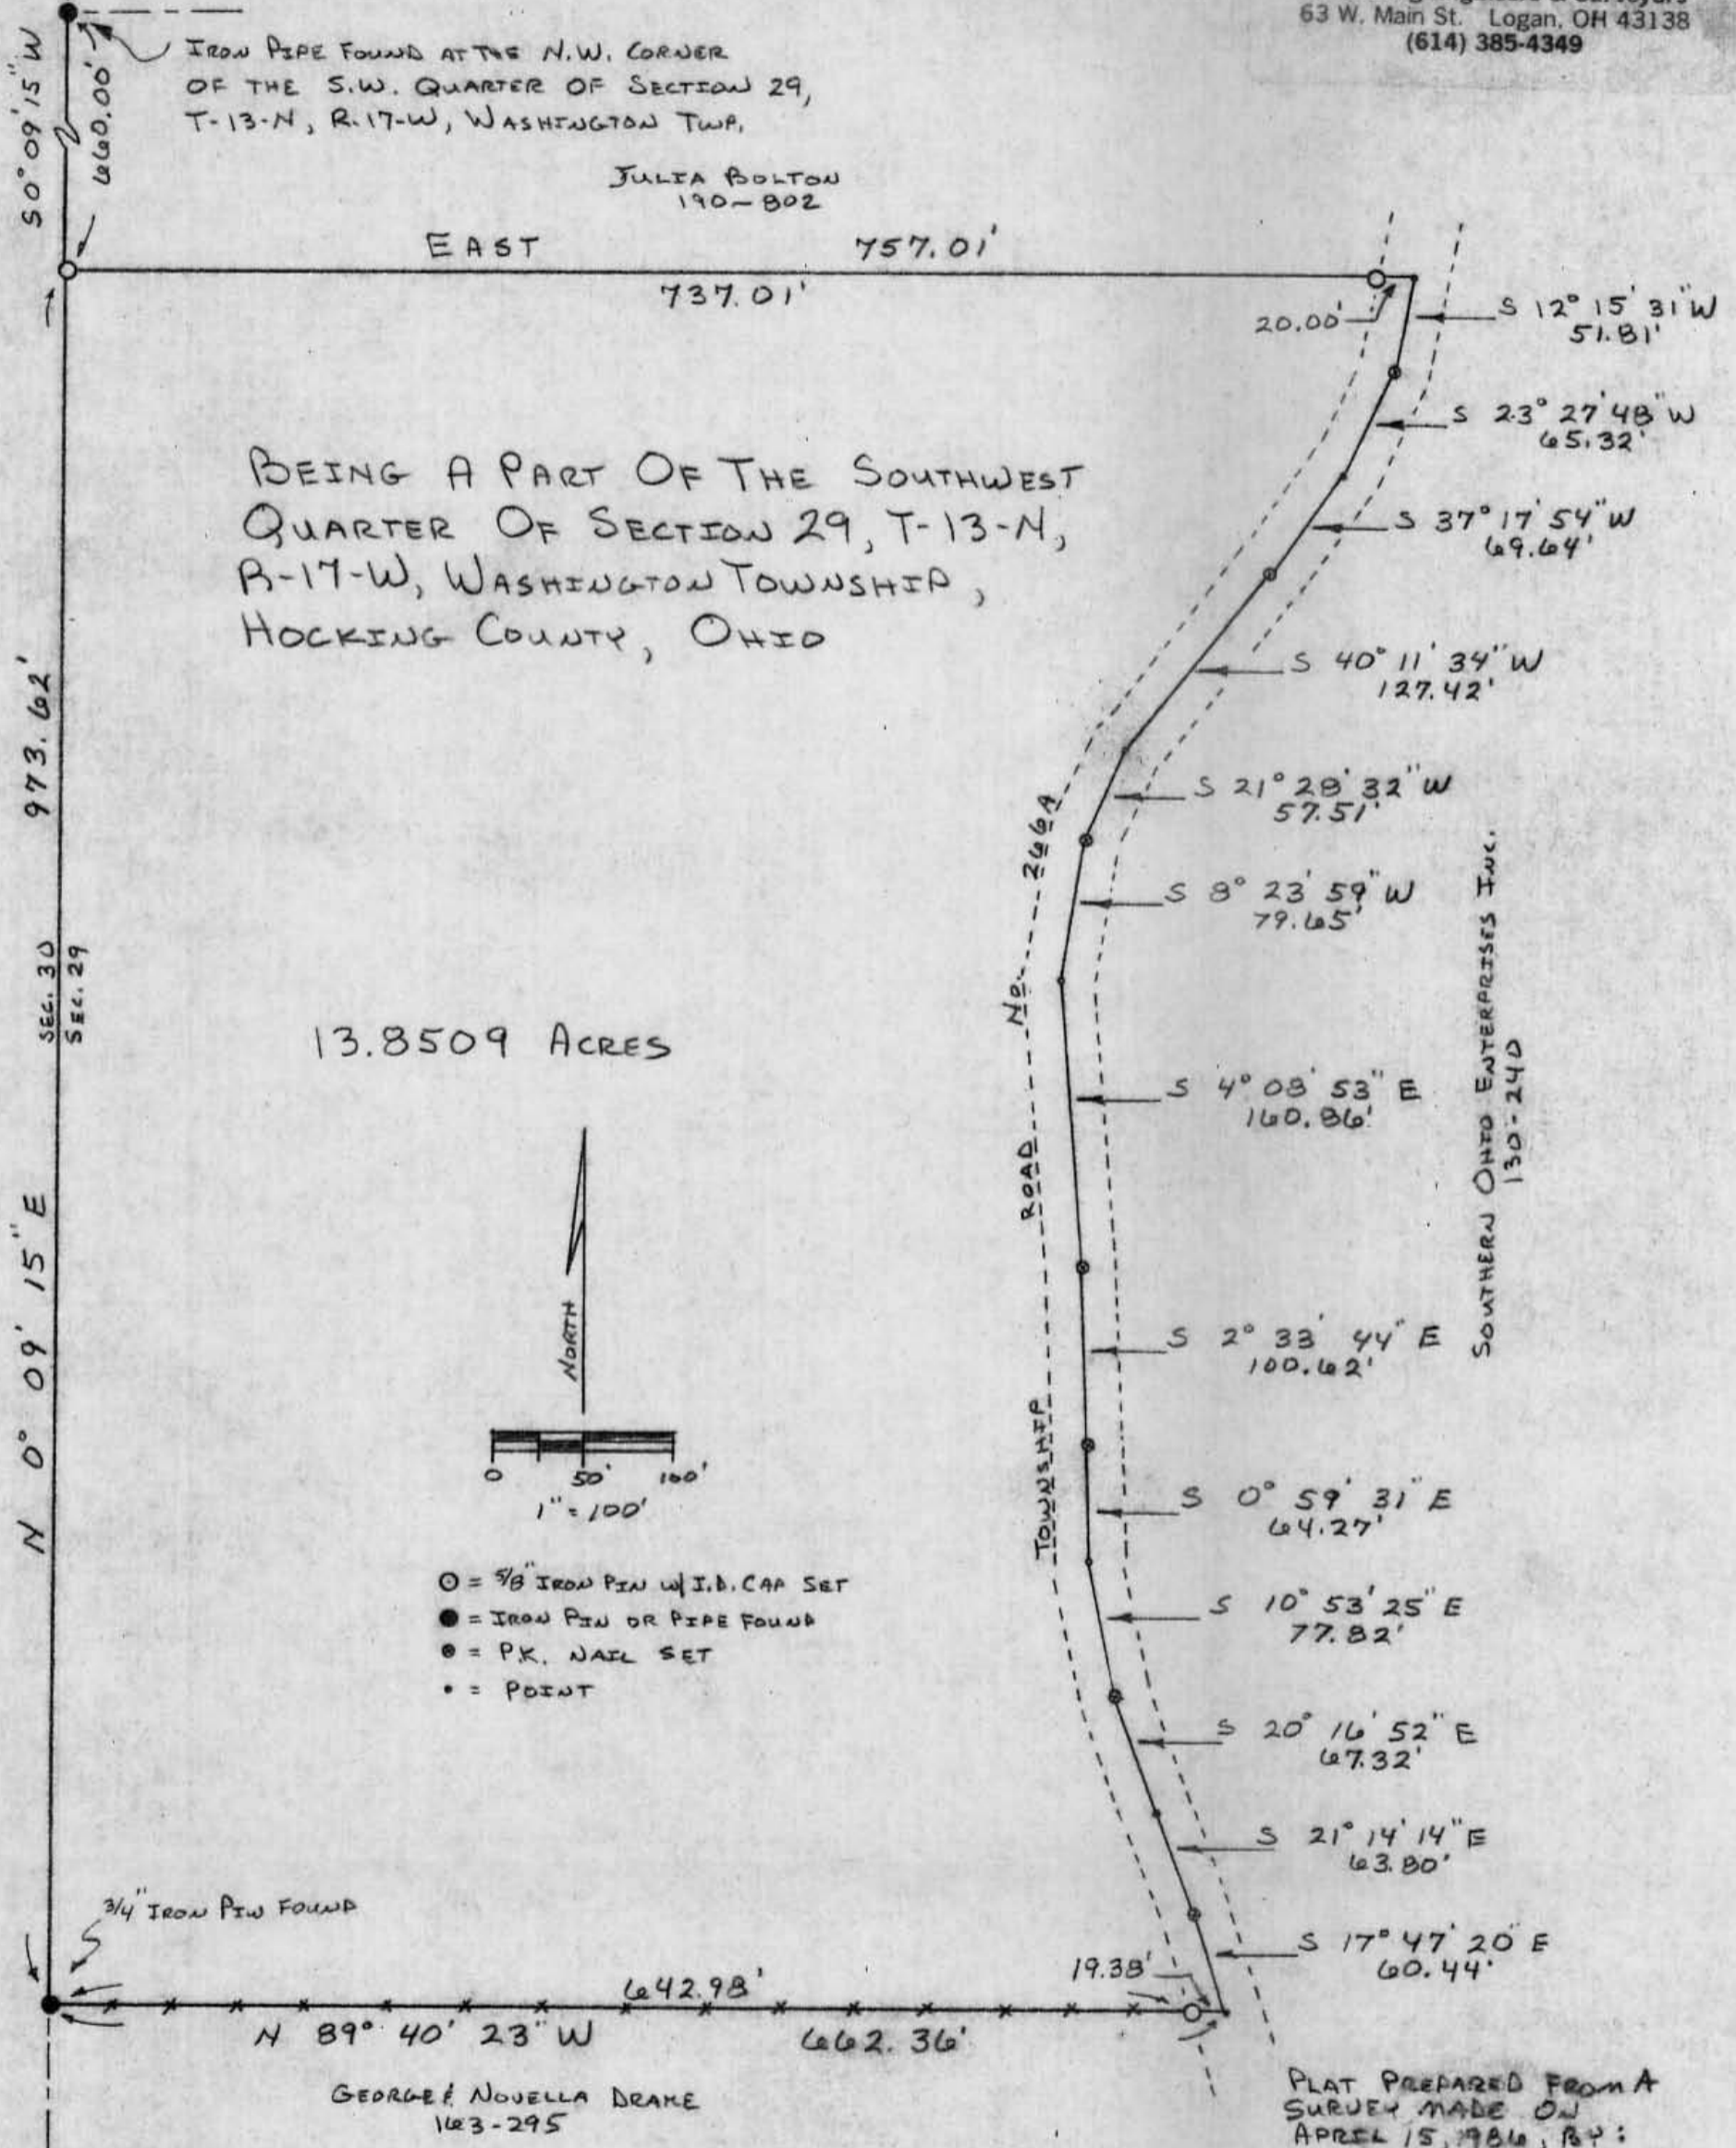 63 W. Main St. Logan, OH 43138
(614) 385-4349
S 0° 09' 15" W
660.00'
IRON PIPE FOUND AT THE N.W. CORNER
OF THE S.W. QUARTER OF SECTION 29,
T-13-N, R-17-W, WASHINGTON TWP.
JULIA BOLTON
190-802
EAST 757.01'
737.01'
20.00'
S 12° 15' 31" W
51.81'
S 23° 27' 48" W
65.32'
S 37° 17' 54" W
69.64'
S 40° 11' 34" W
127.42'
S 21° 28' 32" W
57.51'
S 8° 23' 59" W
79.65'
S 4° 08' 53" E
160.86'
S 2° 33' 44" E
100.62'
S 0° 59' 31" E
64.27'
S 10° 53' 25" E
77.82'
S 20° 16' 52" E
67.32'
S 21° 14' 14" E
63.80'
S 17° 47' 20" E
60.44'
BEING A PART OF THE SOUTHWEST
QUARTER OF SECTION 29, T-13-N,
R-17-W, WASHINGTON TOWNSHIP,
HOCKING COUNTY, OHIO
N 0° 09' 15" E 973.62'
SEC. 30
SEC. 29
13.8509 ACRES
TOWNSHIP ROAD NO. 266A
SOUTHERN OHIO ENTERPRISES INC.
130-240
NORTH
0 50' 100'
1" = 100'
O = 5/8" IRON PIN W/ I.D. CAP SET
● = IRON PIN OR PIPE FOUND
● = P.K. NAIL SET
• = POINT
3/4" IRON PIN FOUND
642.98'
19.38'
N 89° 40' 23" W 662.36'
GEORGE & NOVELLA DRAKE
163-295
PLAT PREPARED FROM A
SURVEY MADE ON
APRIL 15, 1986, BY: